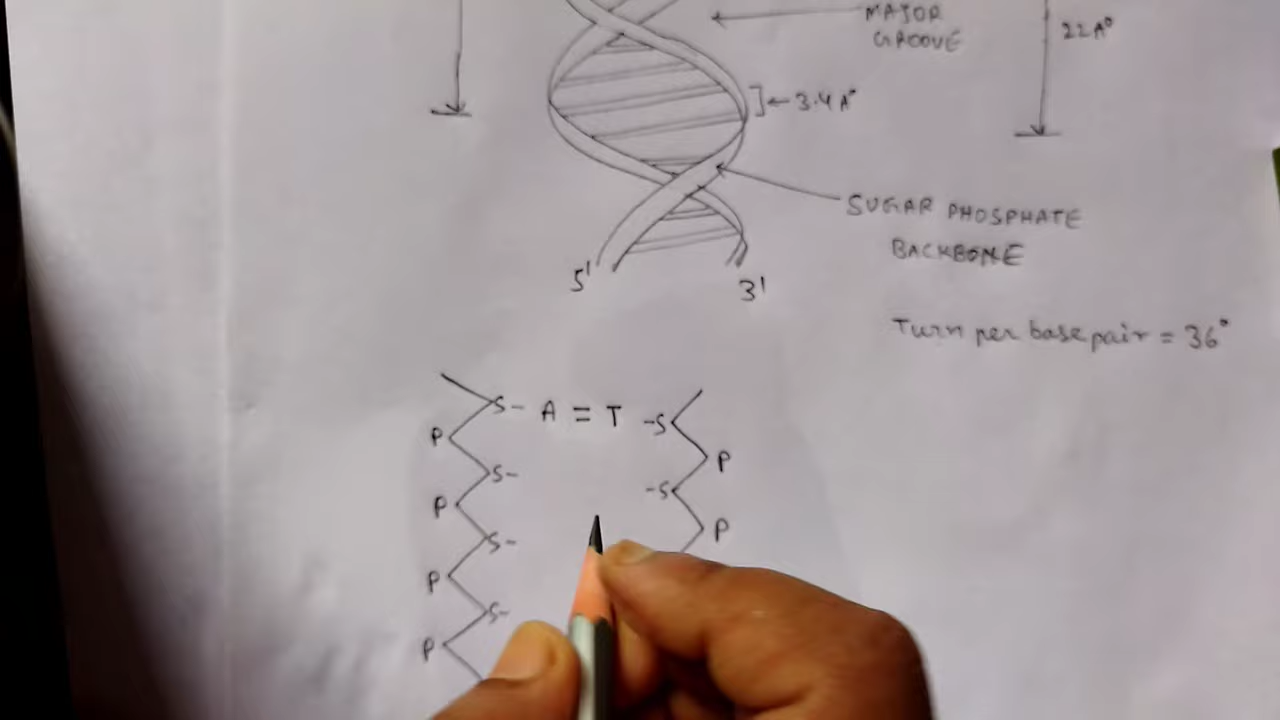 MAJOR
GROOVE
22A°
3.4A°
SUGAR PHOSPHATE
BACKBONE
5' 3'
Turn per base pair = 36°
S- A = T -S
P
P
S-
-S
P
P
S-
P
S-
P